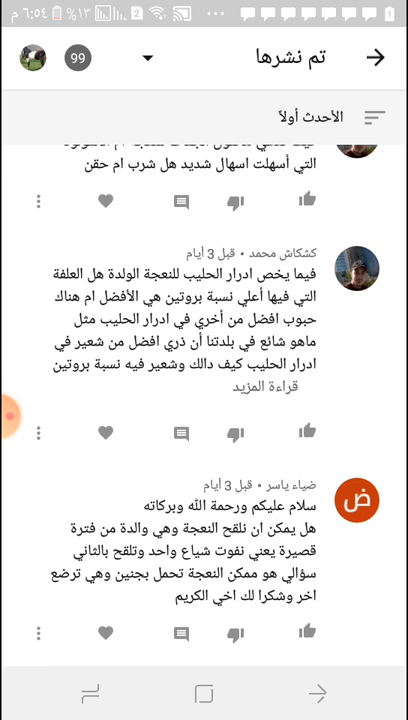 ٦:٥٤ م ١٣% 2
تم نشرها
99
الأحدث أولاً
التي أسهلت اسهال شديد هل شرب ام حقن
كشكاش محمد • قبل 3 أيام
فيما يخص ادرار الحليب للنعجة الولدة هل العلفة
التي فيها أعلي نسبة بروتين هي الأفضل ام هناك
حبوب افضل من أخري في ادرار الحليب مثل
ماهو شائع في بلدتنا أن ذري افضل من شعير في
ادرار الحليب كيف دالك وشعير فيه نسبة بروتين
قراءة المزيد
ضياء ياسر • قبل 3 أيام
ض
سلام عليكم ورحمة الله وبركاته
هل يمكن ان نلقح النعجة وهي والدة من فترة
قصيرة يعني نفوت شياع واحد وتلقح بالثاني
سؤالي هو ممكن النعجة تحمل بجنين وهي ترضع
اخر وشكرا لك اخي الكريم